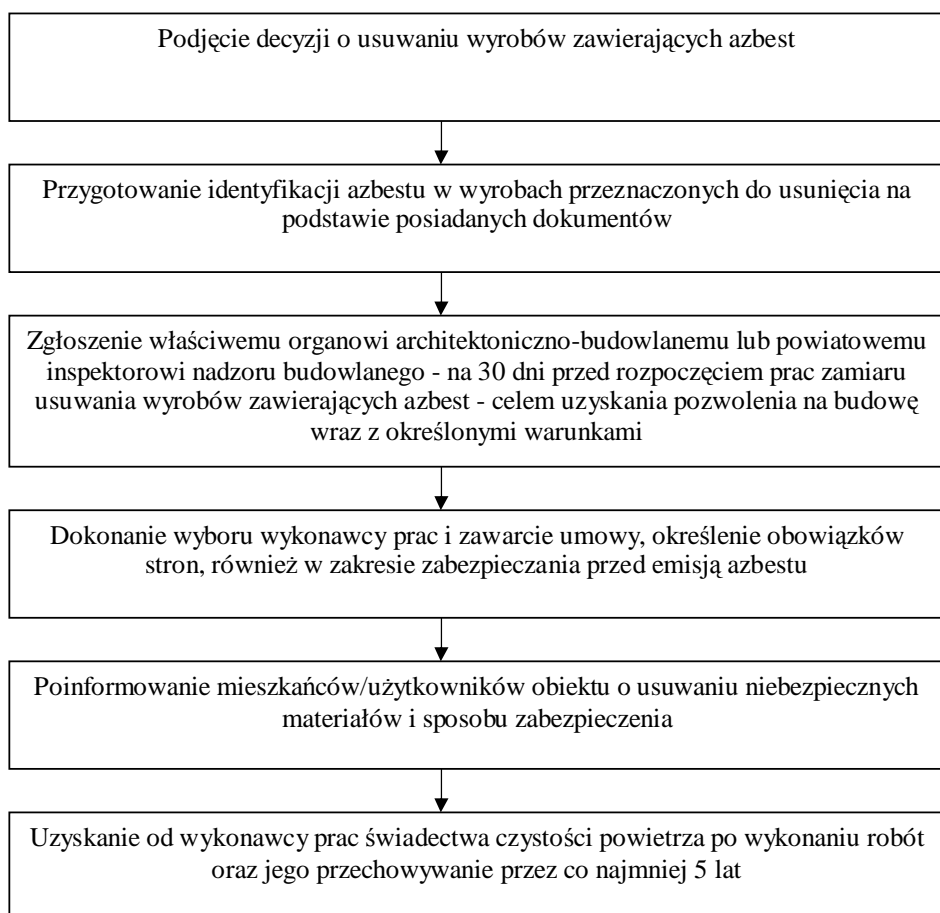 Podjęcie decyzji o usuwaniu wyrobów zawierających azbest
Przygotowanie identyfikacji azbestu w wyrobach przeznaczonych do usunięcia na
podstawie posiadanych dokumentów
Zgłoszenie właściwemu organowi architektoniczno-budowlanemu lub powiatowemu
inspektorowi nadzoru budowlanego - na 30 dni przed rozpoczęciem prac zamiaru
usuwania wyrobów zawierających azbest - celem uzyskania pozwolenia na budowę
wraz z określonymi warunkami
Dokonanie wyboru wykonawcy prac i zawarcie umowy, określenie obowiązków
stron, również w zakresie zabezpieczania przed emisją azbestu
Poinformowanie mieszkańców/użytkowników obiektu o usuwaniu niebezpiecznych
materiałów i sposobu zabezpieczenia
Uzyskanie od wykonawcy prac świadectwa czystości powietrza po wykonaniu robót
oraz jego przechowywanie przez co najmniej 5 lat